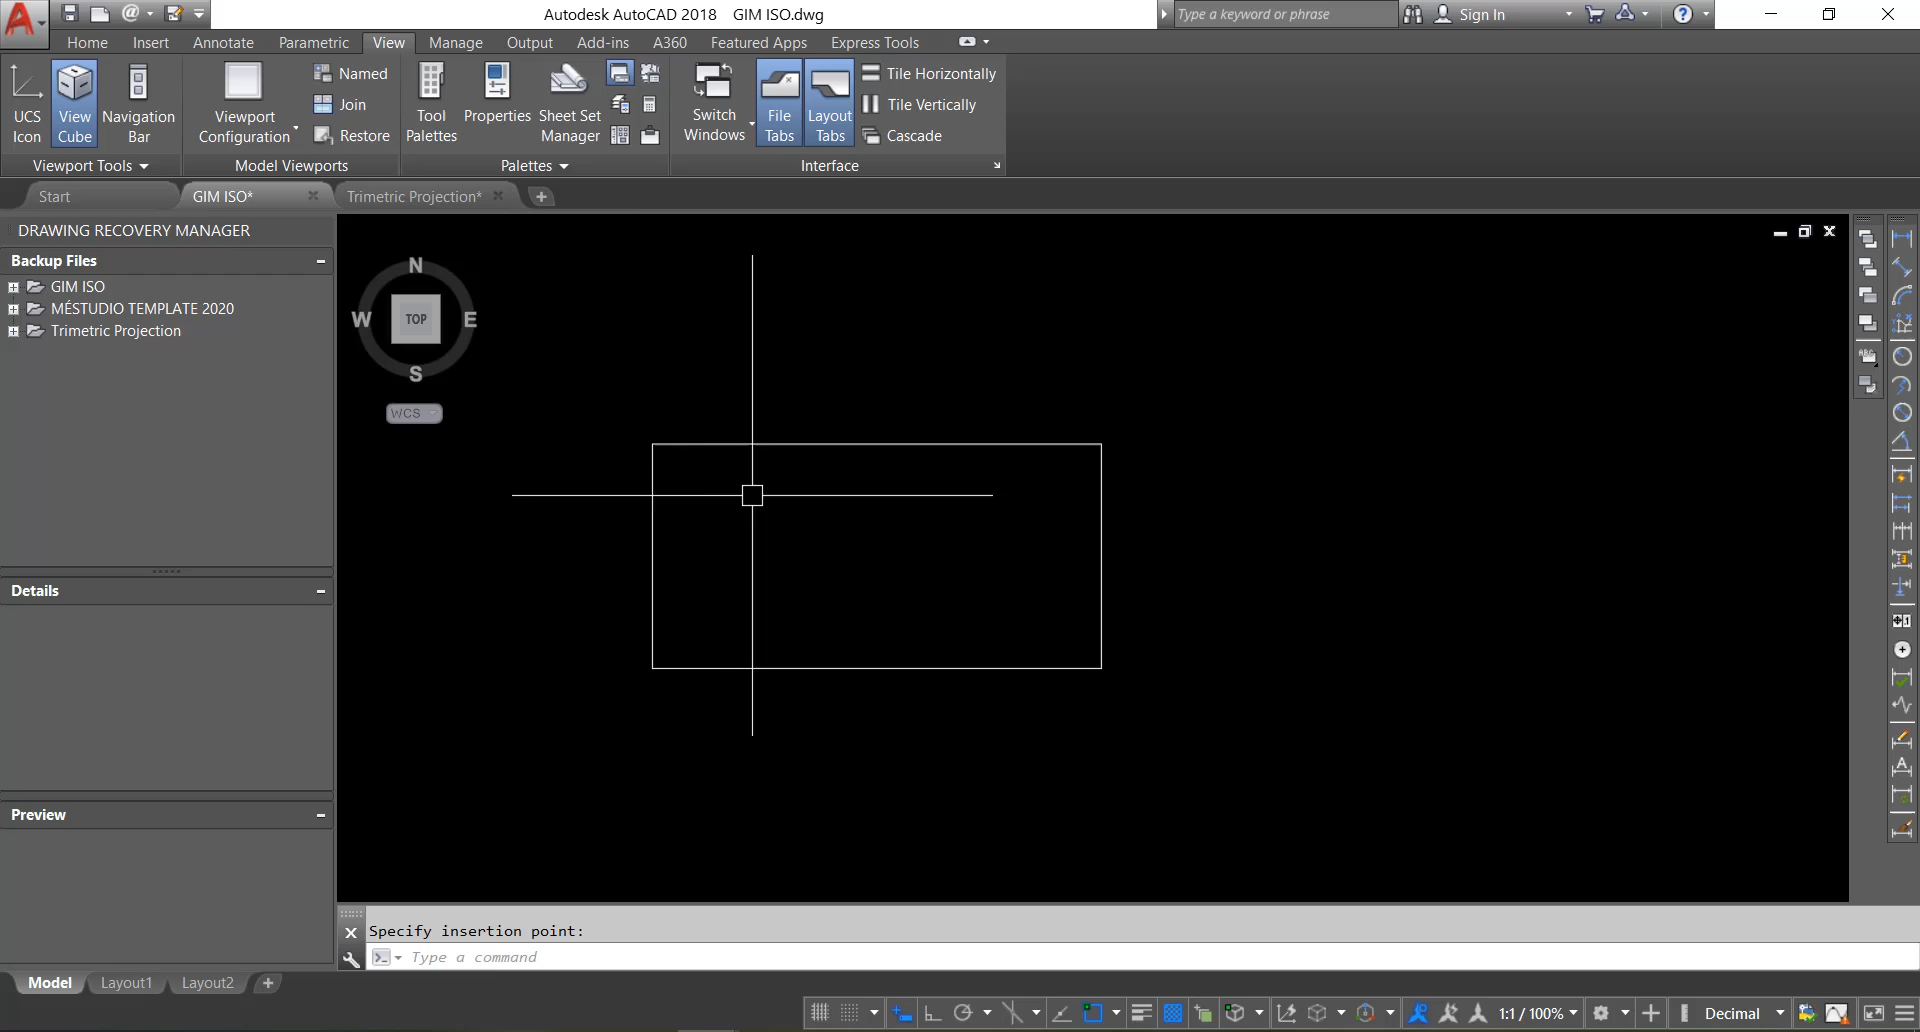 Autodesk AutoCAD 2018 GIM ISO.dwg
Type a keyword or phrase
Sign In
Home Insert Annotate Parametric View Manage Output Add-ins A360 Featured Apps Express Tools
UCS Icon
View Cube
Navigation Bar
Viewport Configuration
Named
Join
Restore
Tool Palettes
Properties
Sheet Set Manager
Switch Windows
File Tabs
Layout Tabs
Tile Horizontally
Tile Vertically
Cascade
Viewport Tools
Model Viewports
Palettes
Interface
Start
GIM ISO*
Trimetric Projection*
DRAWING RECOVERY MANAGER
Backup Files
GIM ISO
MÉSTUDIO TEMPLATE 2020
Trimetric Projection
Details
Preview
N
W
TOP
E
S
WCS
ABC
Specify insertion point:
Type a command
Model Layout1 Layout2
1:1 / 100%
Decimal